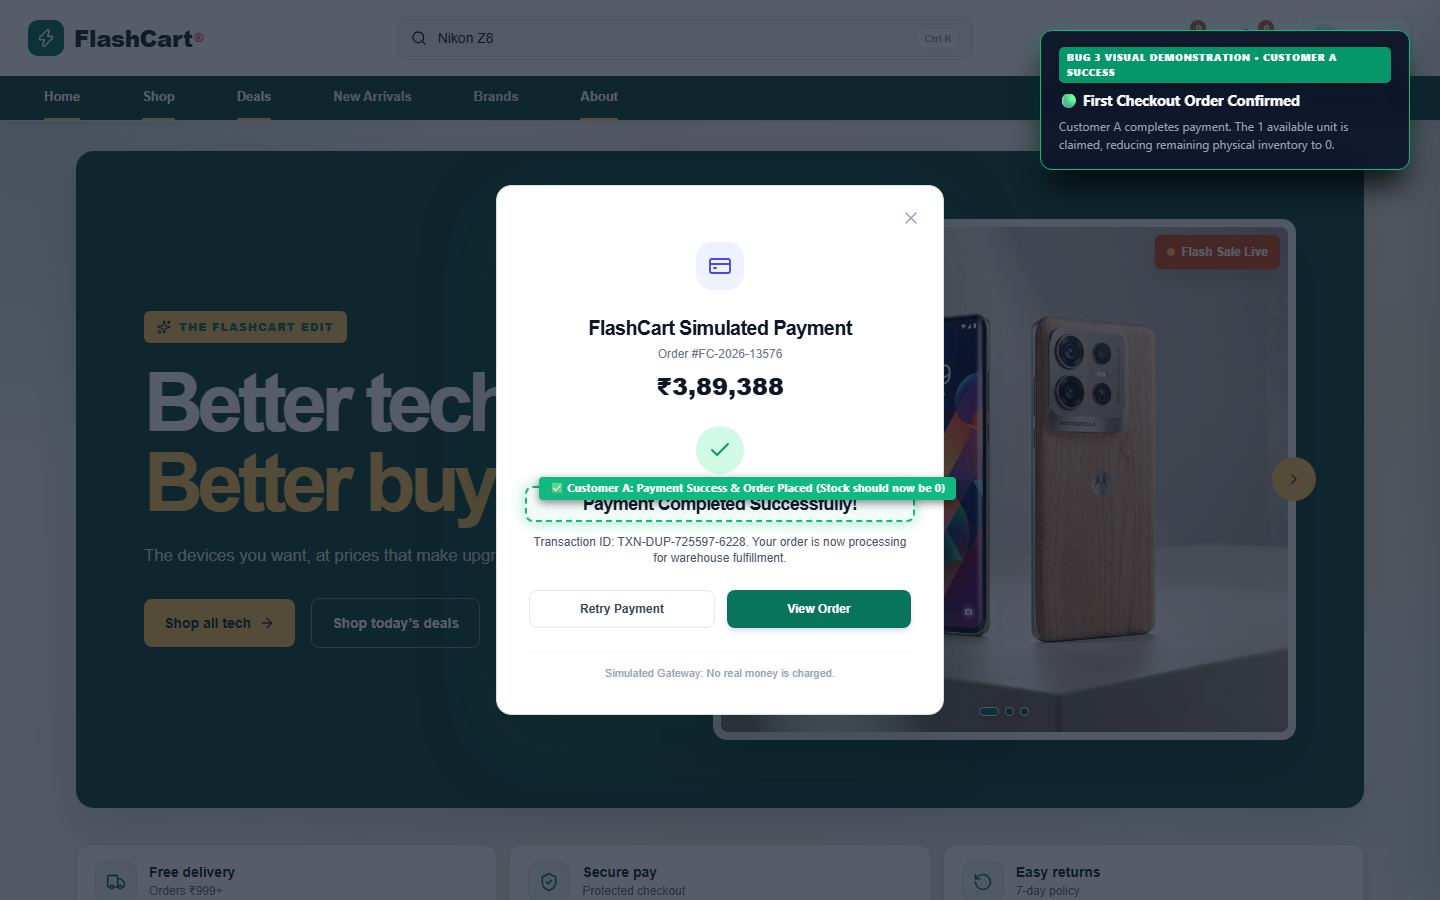 FlashCart®
Nikon Z8
Ctrl K
Home
Shop
Deals
New Arrivals
Brands
About
BUG 3 VISUAL DEMONSTRATION • CUSTOMER A
SUCCESS
First Checkout Order Confirmed
Customer A completes payment. The 1 available unit is
claimed, reducing remaining physical inventory to 0.
THE FLASHCART EDIT
Better tech
Better buy
The devices you want, at prices that make upgr
Shop all tech
Shop today's deals
Flash Sale Live
MOTOROLA
FlashCart Simulated Payment
Order #FC-2026-13576
₹3,89,388
Customer A: Payment Success & Order Placed (Stock should now be 0)
Payment Completed Successfully!
Transaction ID: TXN-DUP-725597-6228. Your order is now processing
for warehouse fulfillment.
Retry Payment
View Order
Simulated Gateway: No real money is charged.
Free delivery
Orders ₹999+
Secure pay
Protected checkout
Easy returns
7-day policy